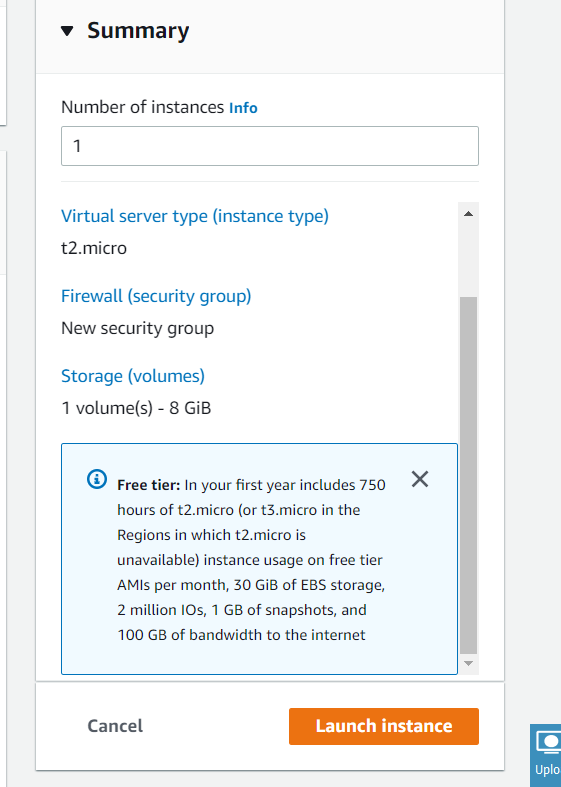 Summary
Number of instances Info
1
Virtual server type (instance type)
t2.micro
Firewall (security group)
New security group
Storage (volumes)
1 volume(s) - 8 GiB
Free tier: In your first year includes 750
hours of t2.micro (or t3.micro in the
Regions in which t2.micro is
unavailable) instance usage on free tier
AMIs per month, 30 GiB of EBS storage,
2 million IOs, 1 GB of snapshots, and
100 GB of bandwidth to the internet
Cancel
Launch instance
Uplo